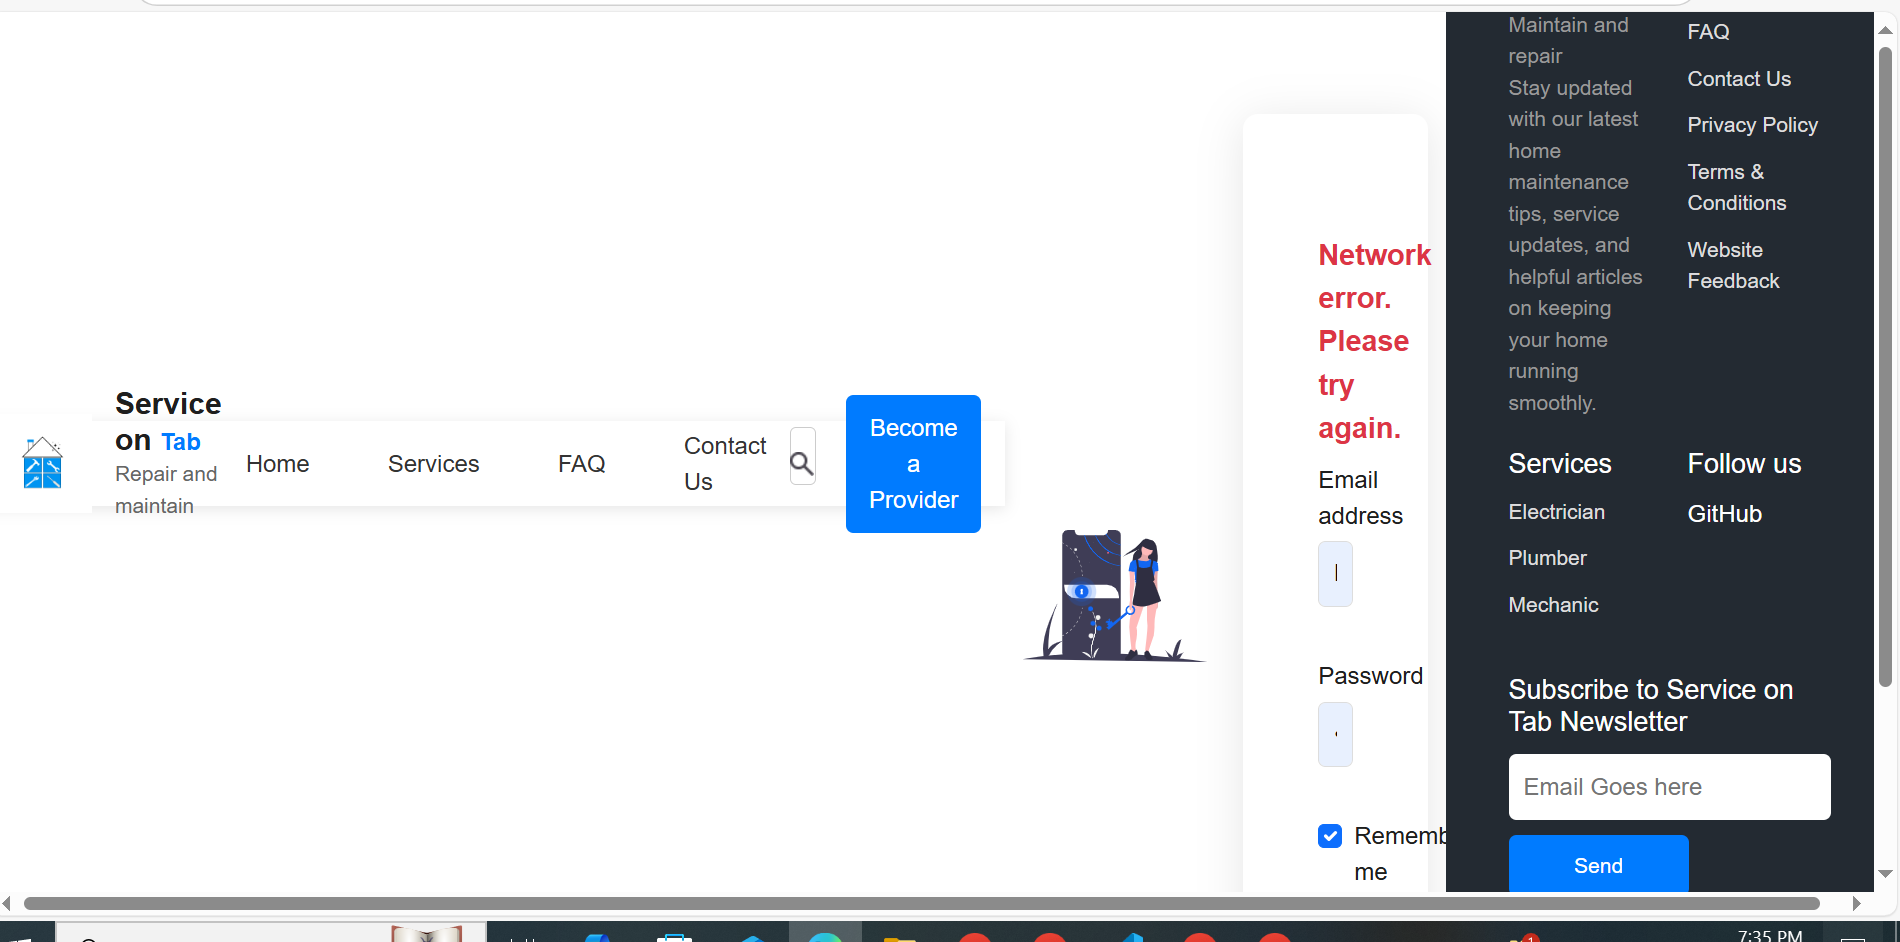 Service
on Tab
Repair and
maintain
Home
Services
FAQ
Contact
Us
Become
a
Provider
Network
error.
Please
try
again.
Email
address
Password
Rememb
me
Maintain and
repair
Stay updated
with our latest
home
maintenance
tips, service
updates, and
helpful articles
on keeping
your home
running
smoothly.
FAQ
Contact Us
Privacy Policy
Terms &
Conditions
Website
Feedback
Services
Electrician
Plumber
Mechanic
Follow us
GitHub
Subscribe to Service on
Tab Newsletter
Email Goes here
Send
7:35 PM